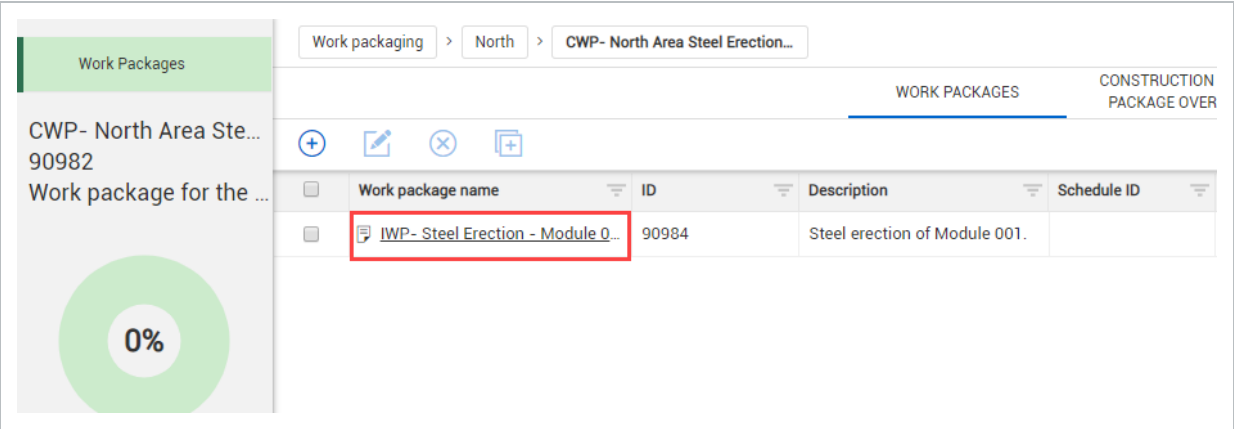 Work Packages
CWP- North Area Ste...
90982
Work package for the ...
0%
Work packaging > North > CWP- North Area Steel Erection...
WORK PACKAGES
CONSTRUCTION
PACKAGE OVER
Work package name ID Description Schedule ID
IWP- Steel Erection - Module 0... 90984 Steel erection of Module 001.